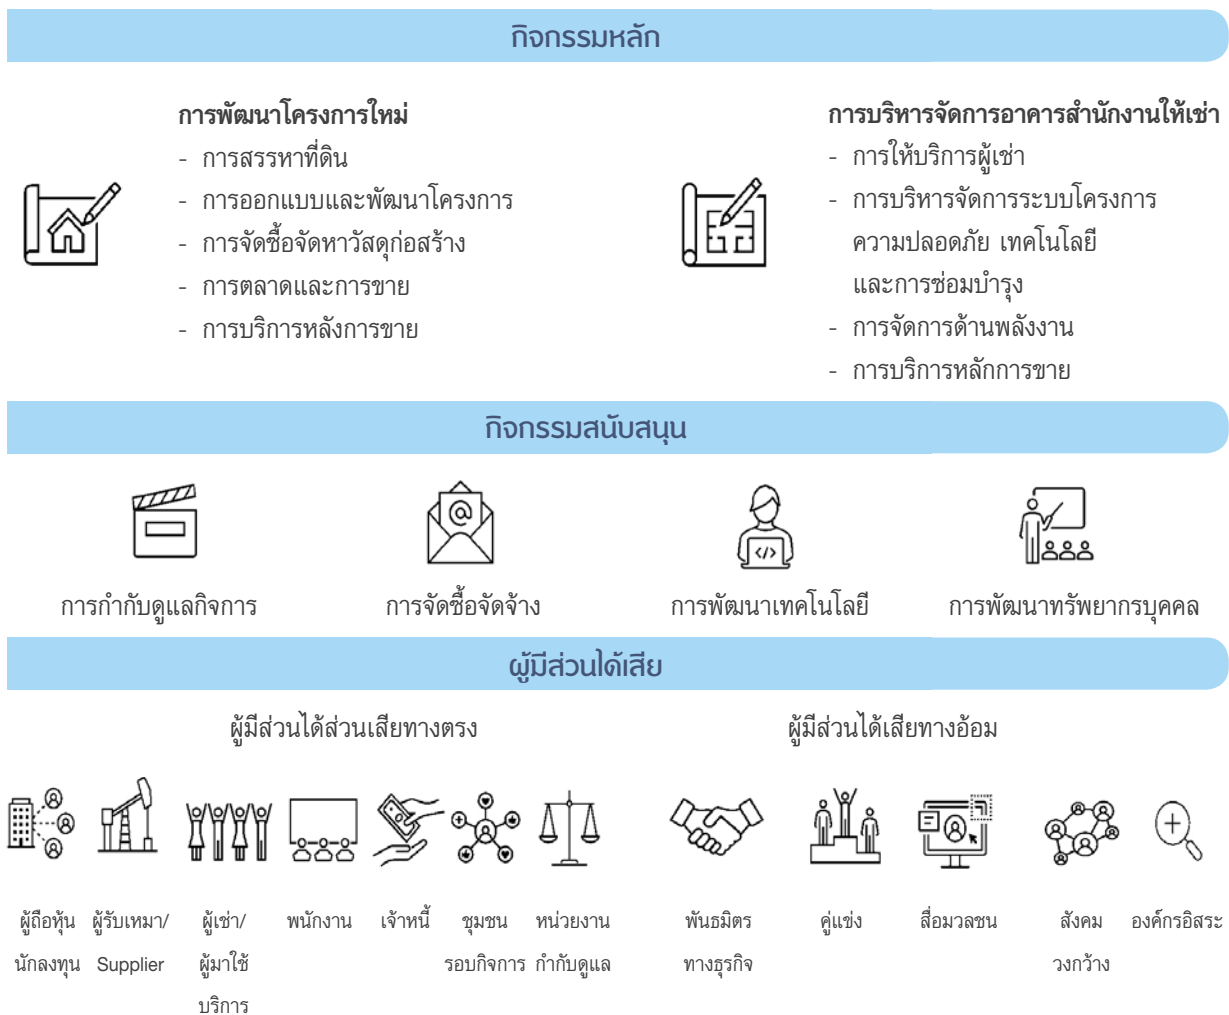 กิจกรรมหลัก
การพัฒนาโครงการใหม่
- การสรรหาที่ดิน
- การออกแบบและพัฒนาโครงการ
- การจัดซื้อจัดหาวัสดุก่อสร้าง
- การตลาดและการขาย
- การบริการหลังการขาย
การบริหารจัดการอาคารสำนักงานให้เช่า
- การให้บริการผู้เช่า
- การบริหารจัดการระบบโครงการ
ความปลอดภัย เทคโนโลยี
และการซ่อมบำรุง
- การจัดการด้านพลังงาน
- การบริการหลักการขาย
กิจกรรมสนับสนุน
@
</>
การกำกับดูแลกิจการ
การจัดซื้อจัดจ้าง
การพัฒนาเทคโนโลยี
การพัฒนาทรัพยากรบุคคล
ผู้มีส่วนได้เสีย
ผู้มีส่วนได้ส่วนเสียทางตรง
ผู้ถือหุ้น
นักลงทุน
ผู้รับเหมา/
Supplier
ผู้เช่า/
ผู้มาใช้
บริการ
พนักงาน
เจ้าหนี้
ชุมชน
รอบกิจการ
หน่วยงาน
กำกับดูแล
ผู้มีส่วนได้เสียทางอ้อม
พันธมิตร
ทางธุรกิจ
คู่แข่ง
สื่อมวลชน
สังคม
วงกว้าง
องค์กรอิสระ